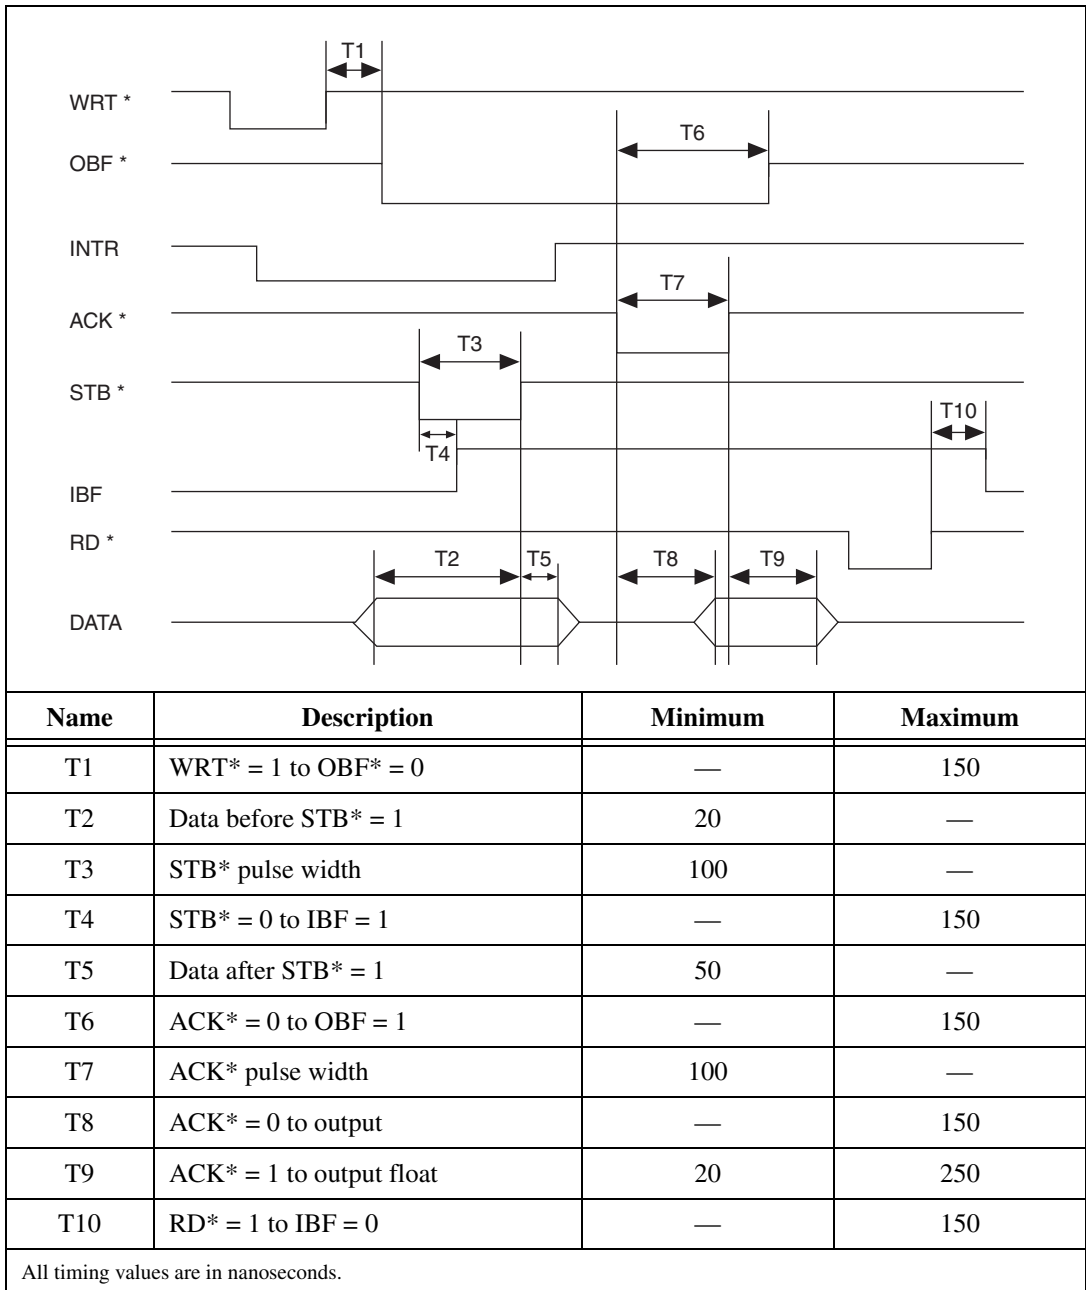 T1
WRT *
T6
OBF *
INTR
T7
ACK *
T3
STB *
T10
T4
IBF
RD *
T2 T5 T8 T9
DATA
Name Description Minimum Maximum
T1 WRT* = 1 to OBF* = 0 — 150
T2 Data before STB* = 1 20 —
T3 STB* pulse width 100 —
T4 STB* = 0 to IBF = 1 — 150
T5 Data after STB* = 1 50 —
T6 ACK* = 0 to OBF = 1 — 150
T7 ACK* pulse width 100 —
T8 ACK* = 0 to output — 150
T9 ACK* = 1 to output float 20 250
T10 RD* = 1 to IBF = 0 — 150
All timing values are in nanoseconds.